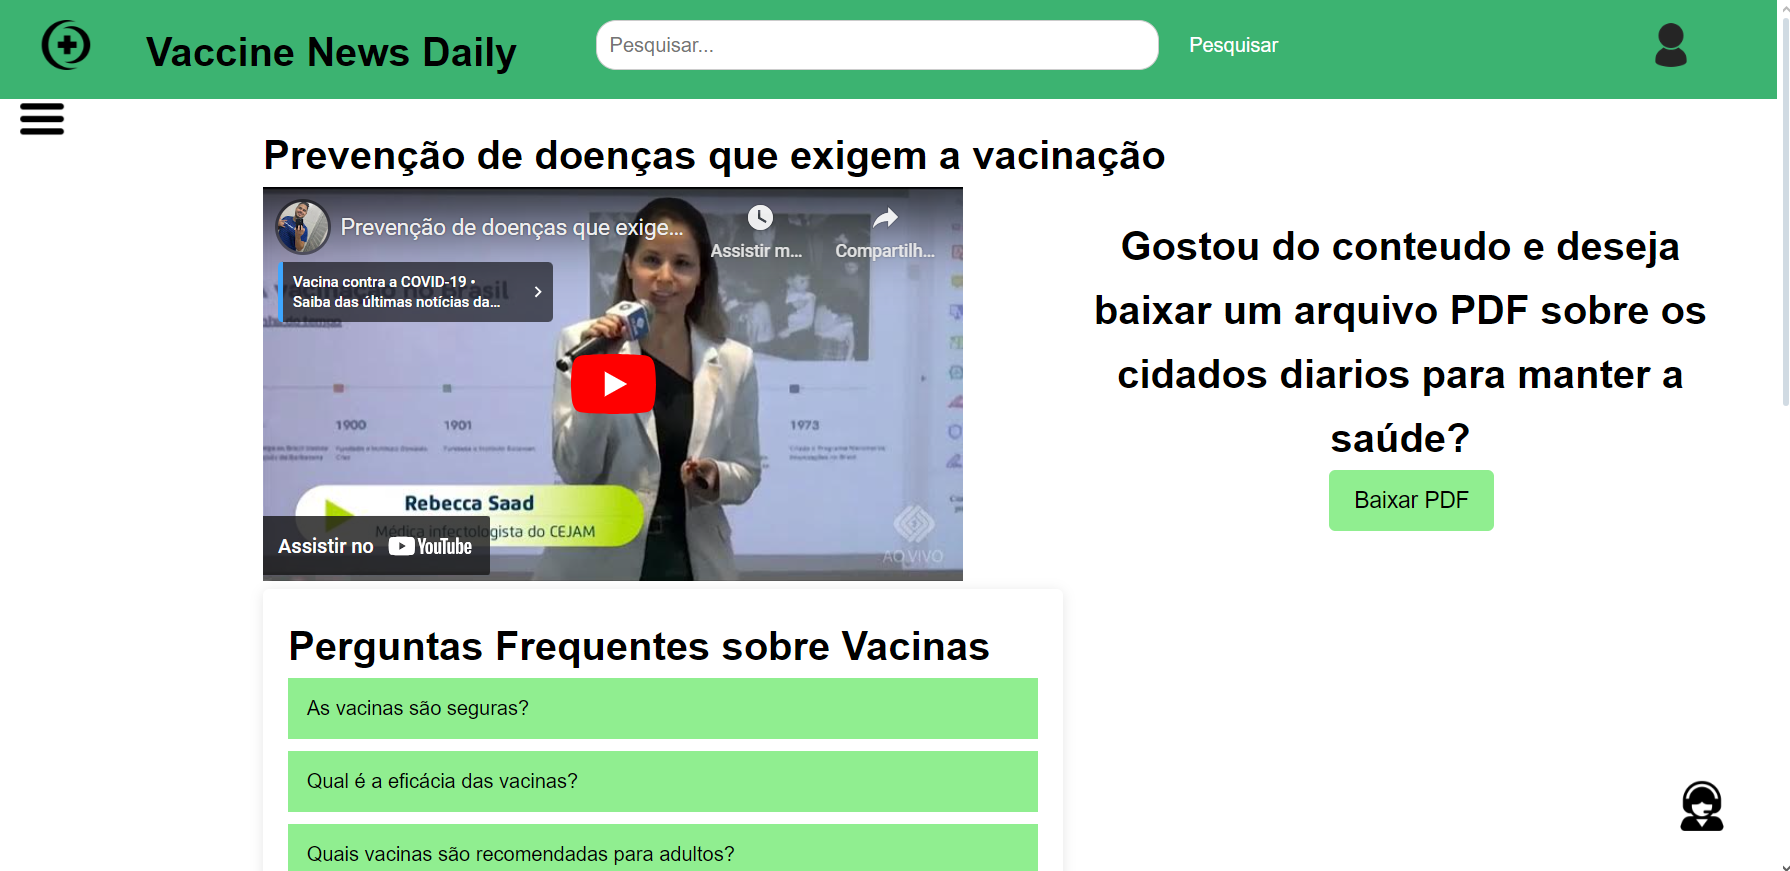 Vaccine News Daily
Pesquisar...
Pesquisar
Prevenção de doenças que exigem a vacinação
Prevenção de doenças que exige...
Assistir m...
Compartilh...
Vacina contra a COVID-19 •
Saiba das últimas notícias da...
1900
1901
1973
Rebecca Saad
Médica infectologista do CEJAM
Assistir no YouTube
AO VIVO
Gostou do conteudo e deseja
baixar um arquivo PDF sobre os
cidados diarios para manter a
saúde?
Baixar PDF
Perguntas Frequentes sobre Vacinas
As vacinas são seguras?
Qual é a eficácia das vacinas?
Quais vacinas são recomendadas para adultos?